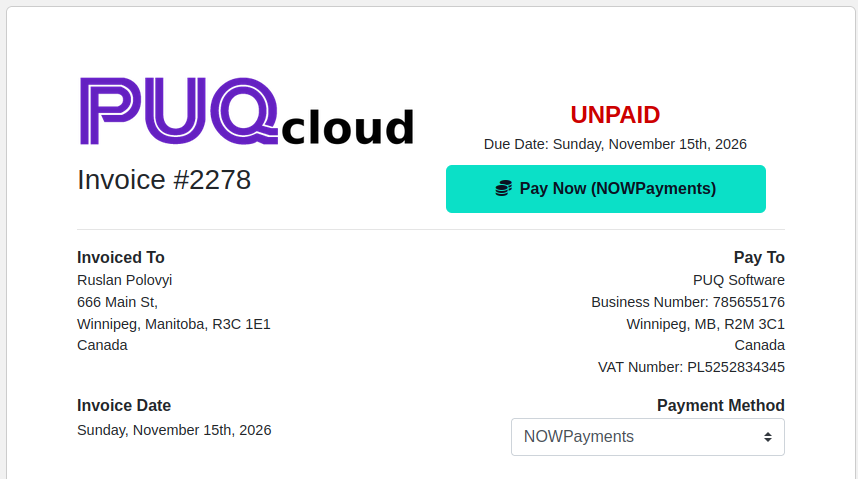 PUQcloud
UNPAID
Due Date: Sunday, November 15th, 2026
Invoice #2278
Pay Now (NOWPayments)
Invoiced To
Ruslan Polovyi
666 Main St,
Winnipeg, Manitoba, R3C 1E1
Canada
Pay To
PUQ Software
Business Number: 785655176
Winnipeg, MB, R2M 3C1
Canada
VAT Number: PL5252834345
Invoice Date
Sunday, November 15th, 2026
Payment Method
NOWPayments